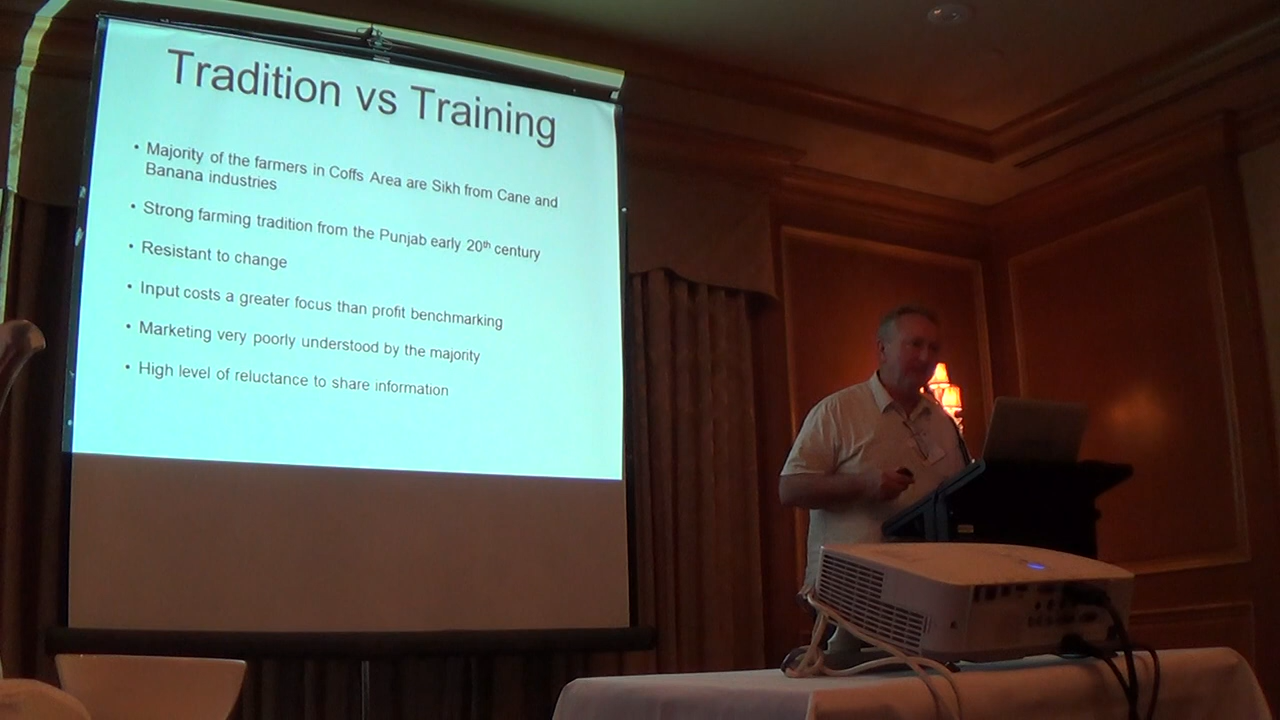 Tradition vs Training
• Majority of the farmers in Coffs Area are Sikh from Cane and
Banana industries
• Strong farming tradition from the Punjab early 20th century
• Resistant to change
• Input costs a greater focus than profit benchmarking
• Marketing very poorly understood by the majority
• High level of reluctance to share information